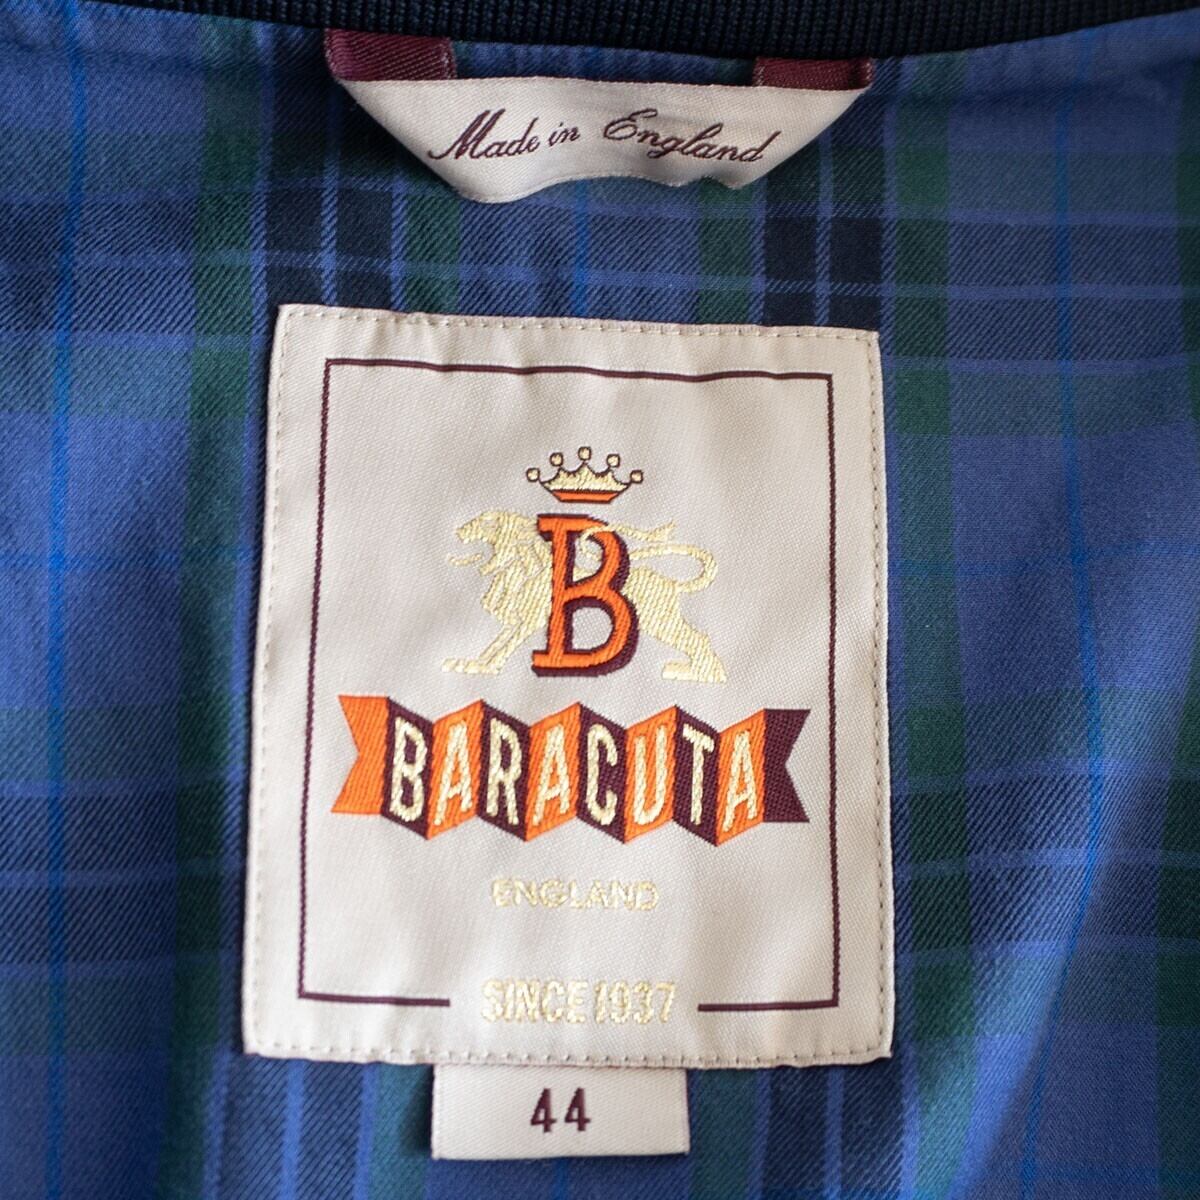 Made in England
B
BARACUTA
ENGLAND
SINCE 1937
44